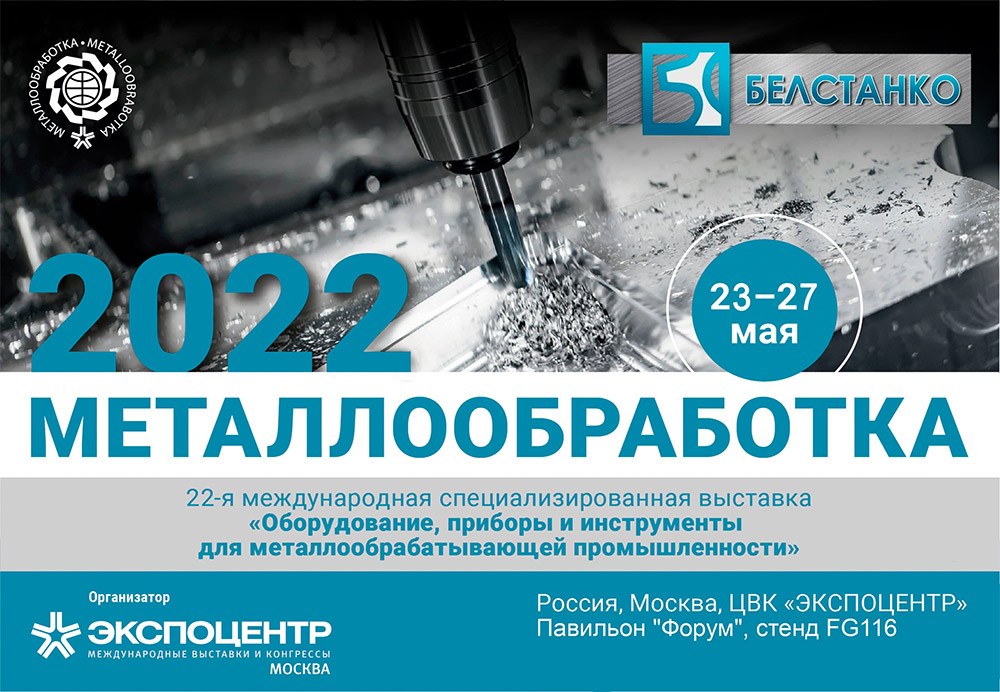 МЕТАЛЛООБРАБОТКА • METALLOOBRABOTKA
БЕЛСТАНКО
2022
23–27
мая
МЕТАЛЛООБРАБОТКА
22-я международная специализированная выставка
«Оборудование, приборы и инструменты
для металлообрабатывающей промышленности»
Организатор
ЭКСПОЦЕНТР
МЕЖДУНАРОДНЫЕ ВЫСТАВКИ И КОНГРЕССЫ
МОСКВА
Россия, Москва, ЦВК «ЭКСПОЦЕНТР»
Павильон "Форум", стенд FG116